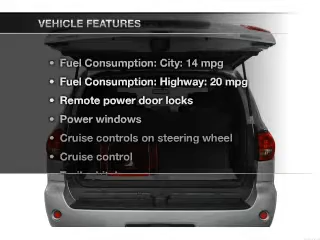 VEHICLE FEATURES
• Fuel Consumption: City: 14 mpg
• Fuel Consumption: Highway: 20 mpg
• Remote power door locks
• Power windows
• Cruise controls on steering wheel
• Cruise control